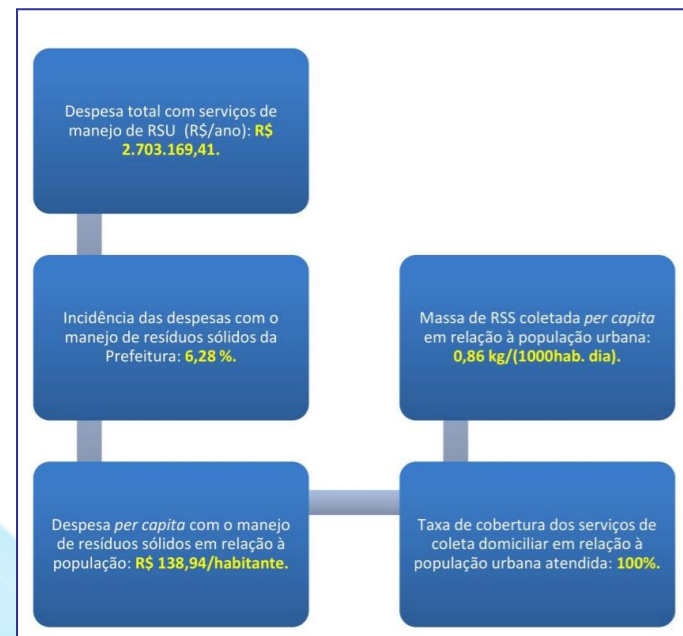 Despesa total com serviços de
manejo de RSU (R$/ano): R$
2.703.169,41.
Incidência das despesas com o
manejo de resíduos sólidos da
Prefeitura: 6,28 %.
Despesa per capita com o manejo
de resíduos sólidos em relação à
população: R$ 138,94/habitante.
Taxa de cobertura dos serviços de
coleta domiciliar em relação à
população urbana atendida: 100%.
Massa de RSS coletada per capita
em relação à população urbana:
0,86 kg/(1000hab. dia).